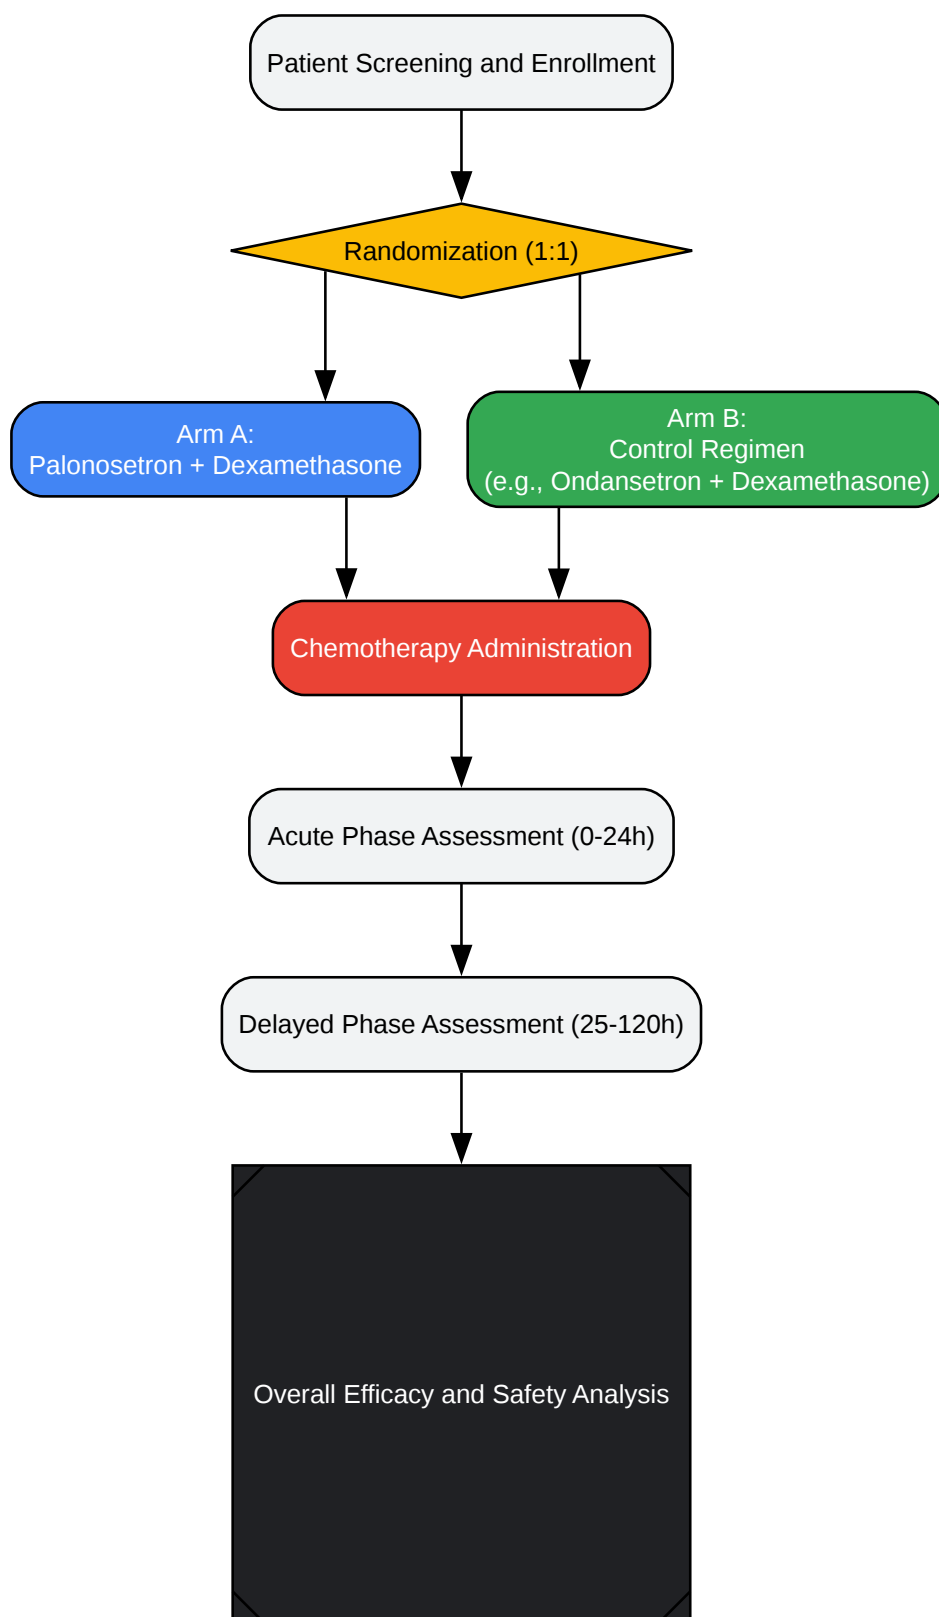 Patient Screening and Enrollment
Randomization (1:1)
Arm A:
Palonosetron + Dexamethasone
Arm B:
Control Regimen
(e.g., Ondansetron + Dexamethasone)
Chemotherapy Administration
Acute Phase Assessment (0-24h)
Delayed Phase Assessment (25-120h)
Overall Efficacy and Safety Analysis